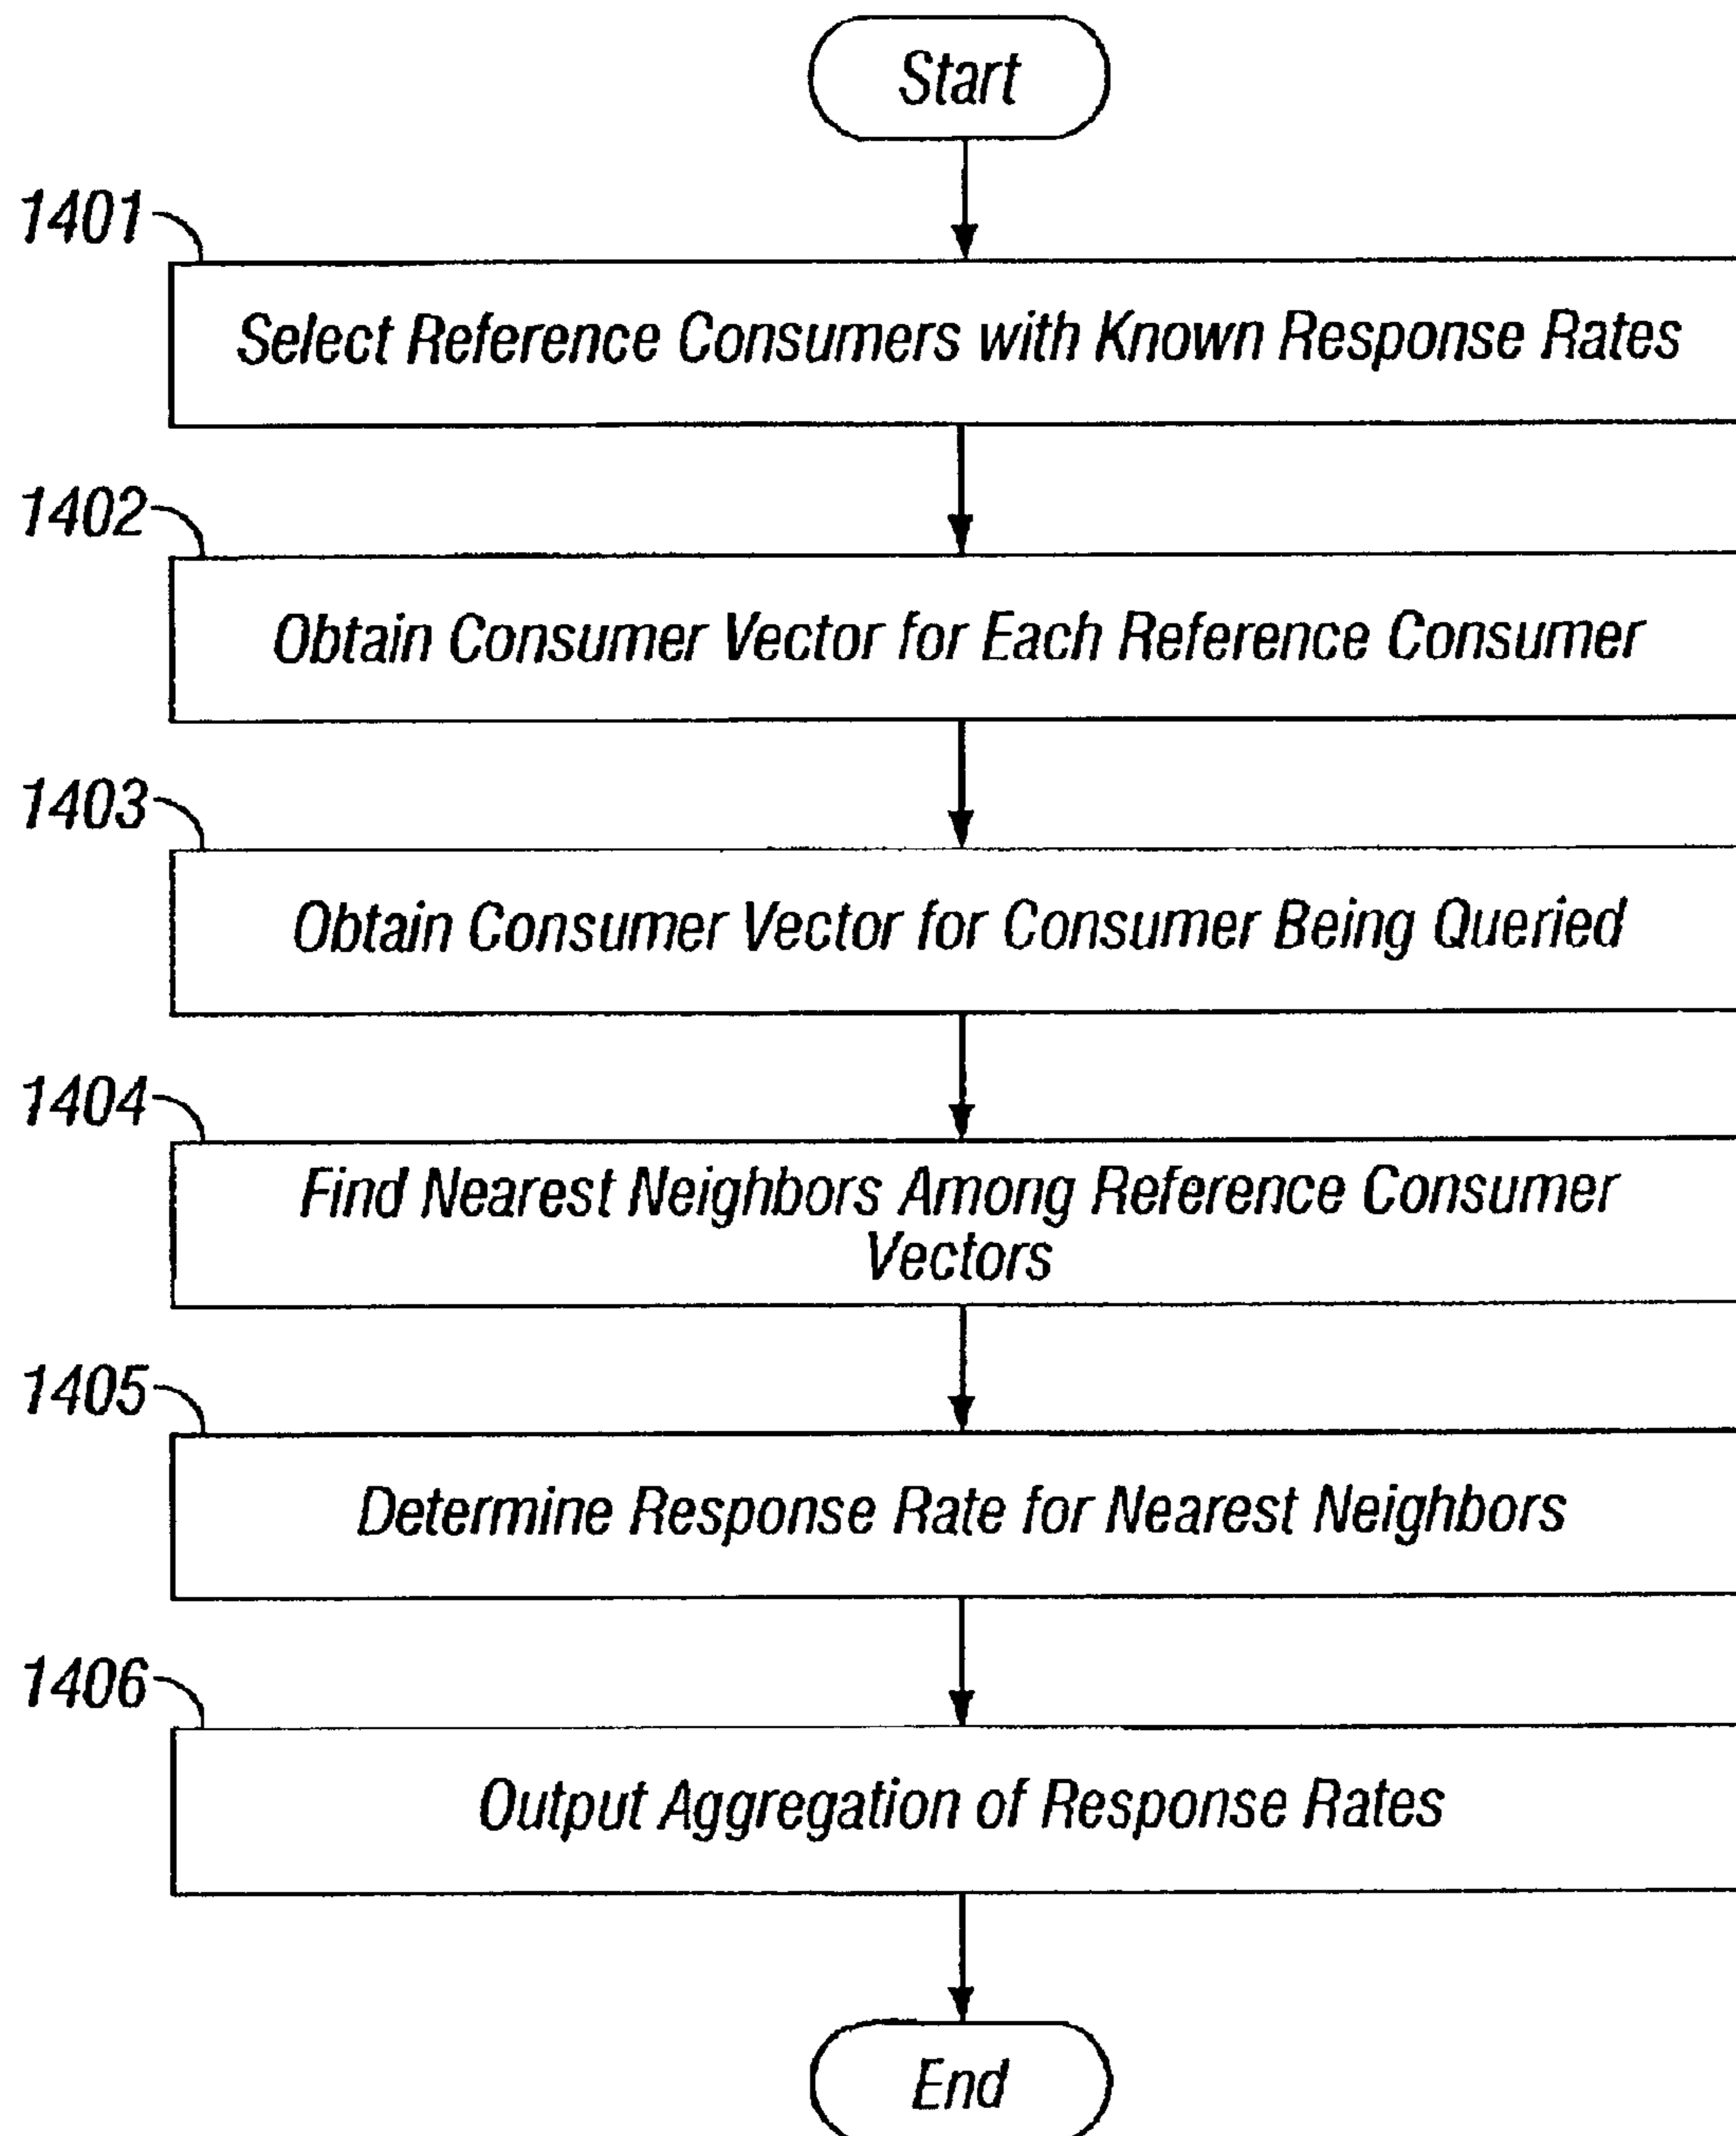 Start
1401
Select Reference Consumers with Known Response Rates
1402
Obtain Consumer Vector for Each Reference Consumer
1403
Obtain Consumer Vector for Consumer Being Queried
1404
Find Nearest Neighbors Among Reference Consumer
Vectors
1405
Determine Response Rate for Nearest Neighbors
1406
Output Aggregation of Response Rates
End